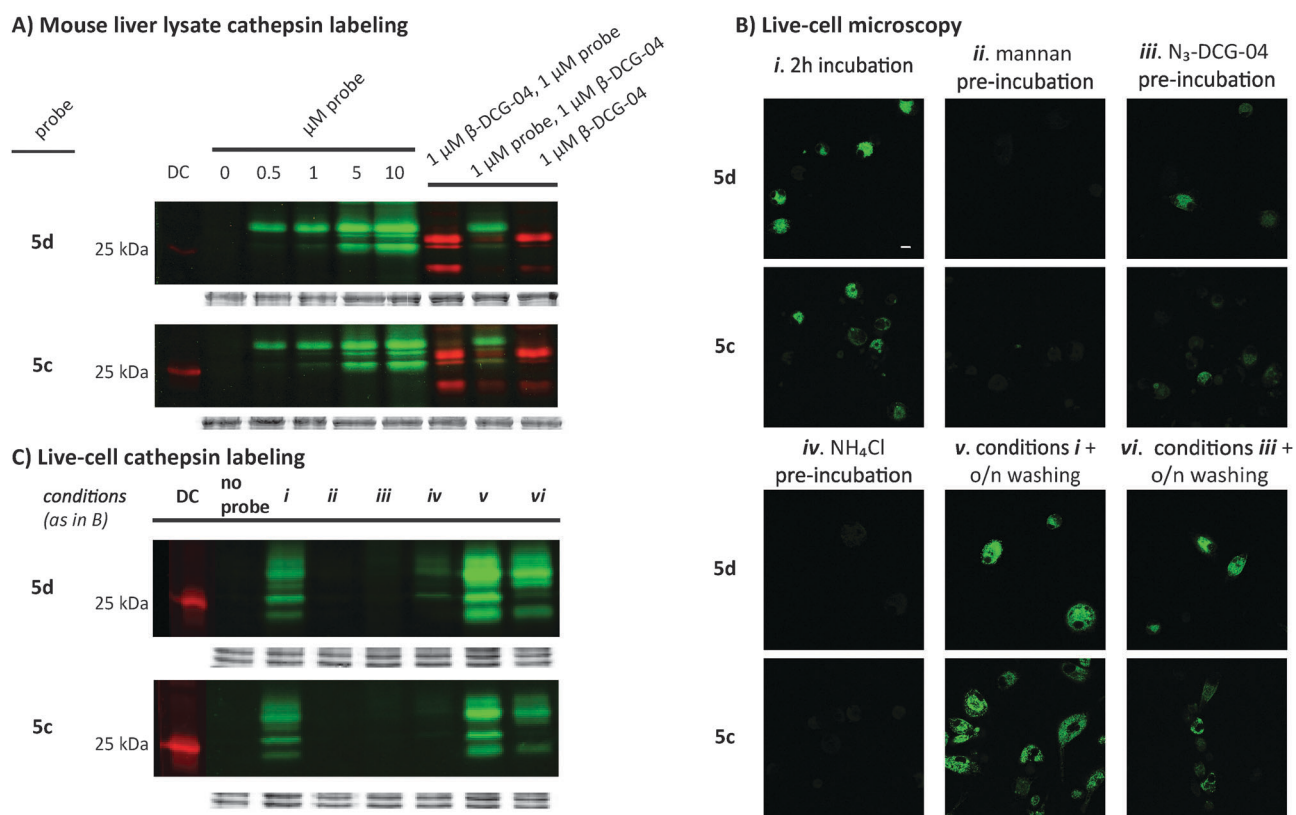 A) Mouse liver lysate cathepsin labeling
probe
µM probe
1 µM β-DCG-04, 1 µM probe
1 µM probe, 1 µM β-DCG-04
1 µM β-DCG-04
DC 0 0.5 1 5 10
5d
25 kDa
5c
25 kDa
C) Live-cell cathepsin labeling
conditions
(as in B)
DC no probe i ii iii iv v vi
5d
25 kDa
5c
25 kDa
B) Live-cell microscopy
i. 2h incubation
ii. mannan
pre-incubation
iii. N₃-DCG-04
pre-incubation
5d
5c
iv. NH₄Cl
pre-incubation
v. conditions i +
o/n washing
vi. conditions iii +
o/n washing
5d
5c